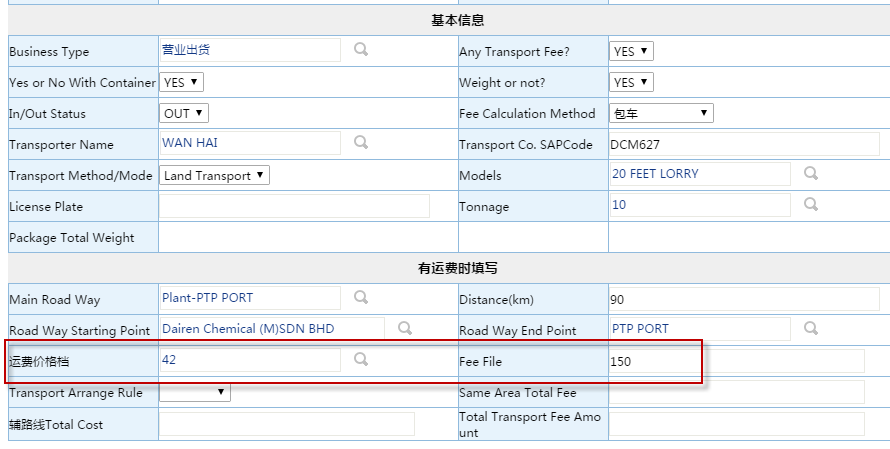 基本信息
Business Type 营业出货 Any Transport Fee? YES
Yes or No With Container YES Weight or not? YES
In/Out Status OUT Fee Calculation Method 包车
Transporter Name WAN HAI Transport Co. SAPCode DCM627
Transport Method/Mode Land Transport Models 20 FEET LORRY
License Plate Tonnage 10
Package Total Weight
有运费时填写
Main Road Way Plant-PTP PORT Distance(km) 90
Road Way Starting Point Dairen Chemical (M)SDN BHD Road Way End Point PTP PORT
运费价格档 42 Fee File 150
Transport Arrange Rule Same Area Total Fee
辅路线Total Cost Total Transport Fee Amo
unt